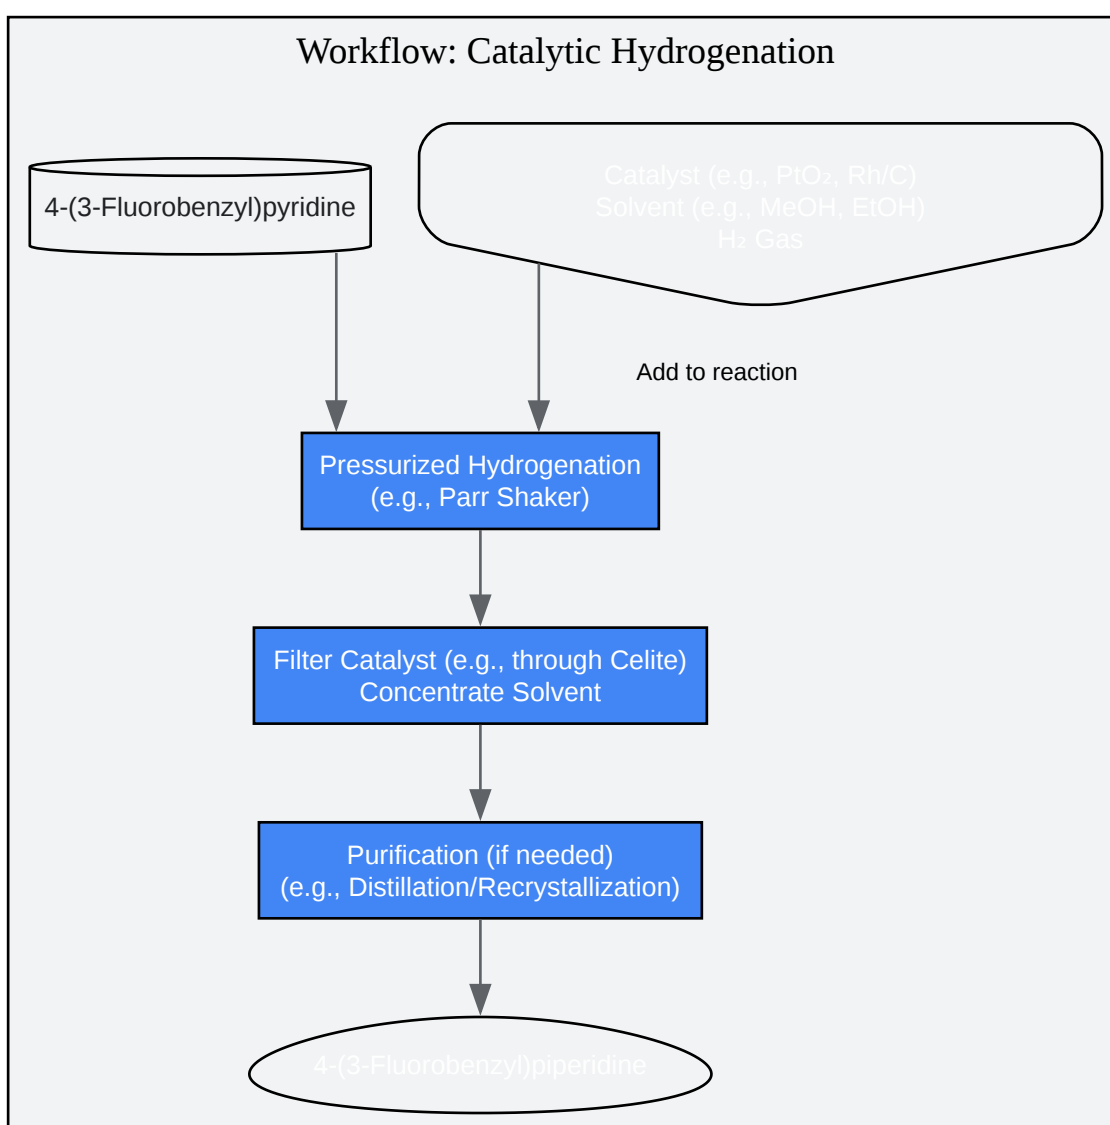 Workflow: Catalytic Hydrogenation
4-(3-Fluorobenzyl)pyridine
Catalyst (e.g., PtO₂, Rh/C)
Solvent (e.g., MeOH, EtOH)
H₂ Gas
Add to reaction
Pressurized Hydrogenation
(e.g., Parr Shaker)
Filter Catalyst (e.g., through Celite)
Concentrate Solvent
Purification (if needed)
(e.g., Distillation/Recrystallization)
4-(3-Fluorobenzyl)piperidine